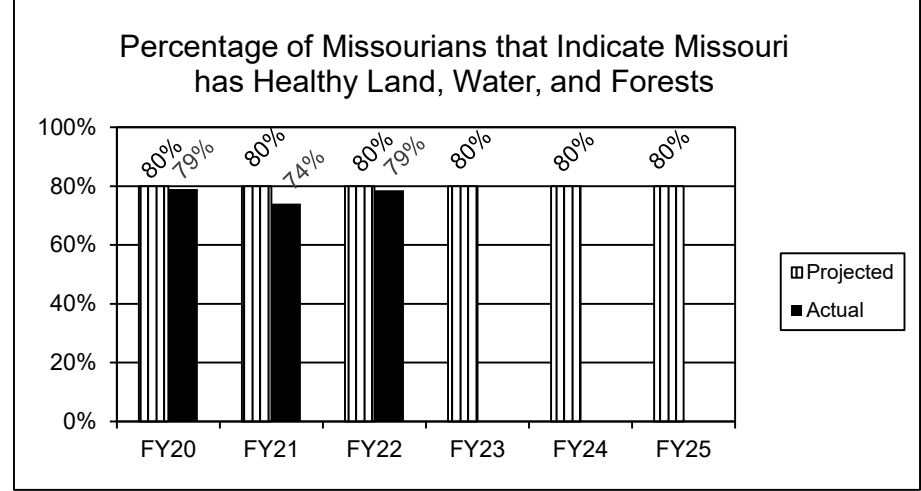 Percentage of Missourians that Indicate Missouri
has Healthy Land, Water, and Forests
100%
80%
60%
40%
20%
0%
80%
79%
80%
74%
80%
79%
80%
80%
80%
FY20
FY21
FY22
FY23
FY24
FY25
Projected
Actual